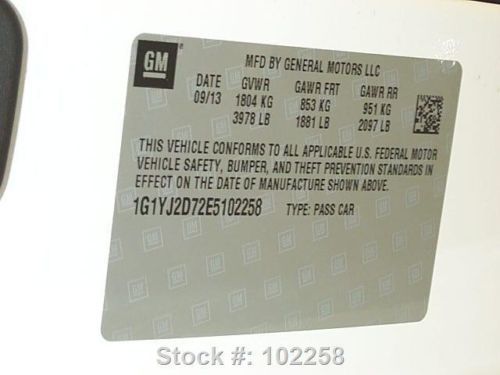 GM
MFD BY GENERAL MOTORS LLC
DATE GVWR GAWR FRT GAWR RR
09/13 1804 KG 853 KG 951 KG
3978 LB 1881 LB 2097 LB
THIS VEHICLE CONFORMS TO ALL APPLICABLE U.S. FEDERAL MOTOR
VEHICLE SAFETY, BUMPER, AND THEFT PREVENTION STANDARDS IN
EFFECT ON THE DATE OF MANUFACTURE SHOWN ABOVE.
1G1YJ2D72E5102258 TYPE: PASS CAR
Stock #: 102258